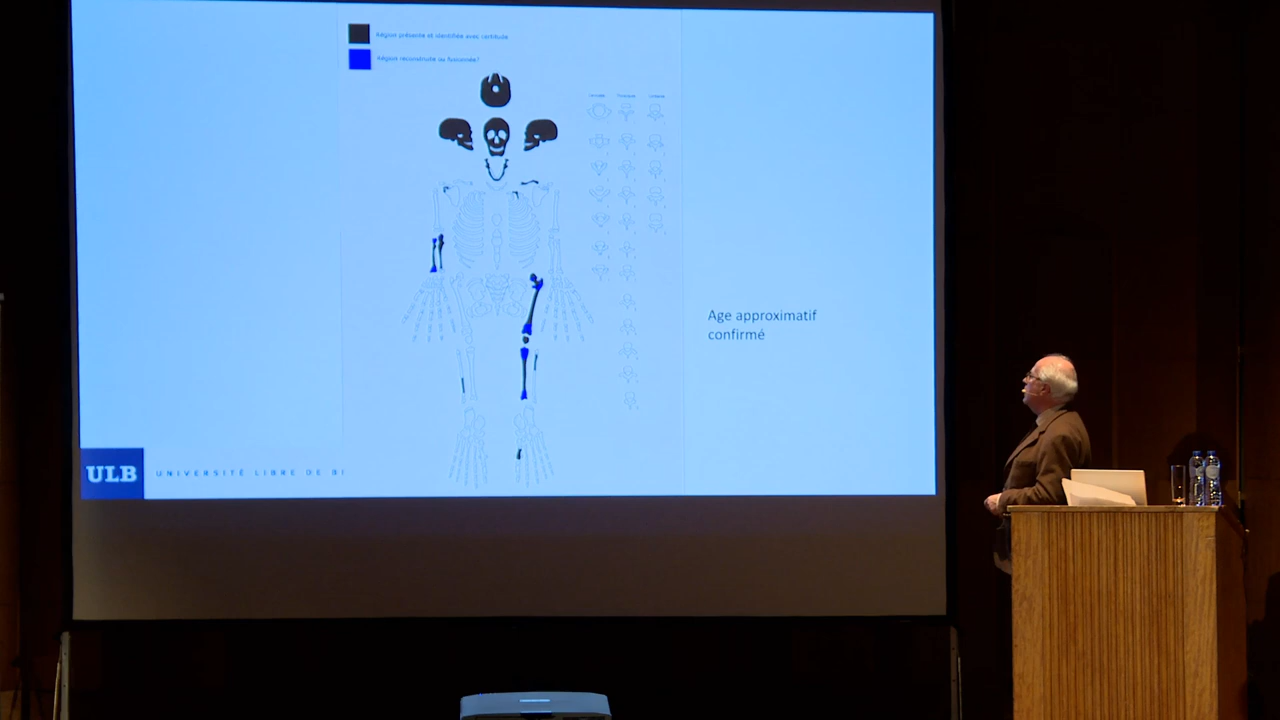 Région présente et identifiée avec certitude
Région reconstruite ou fusionnée?
Age approximatif
confirmé
ULB
UNIVERSITÉ LIBRE DE BI